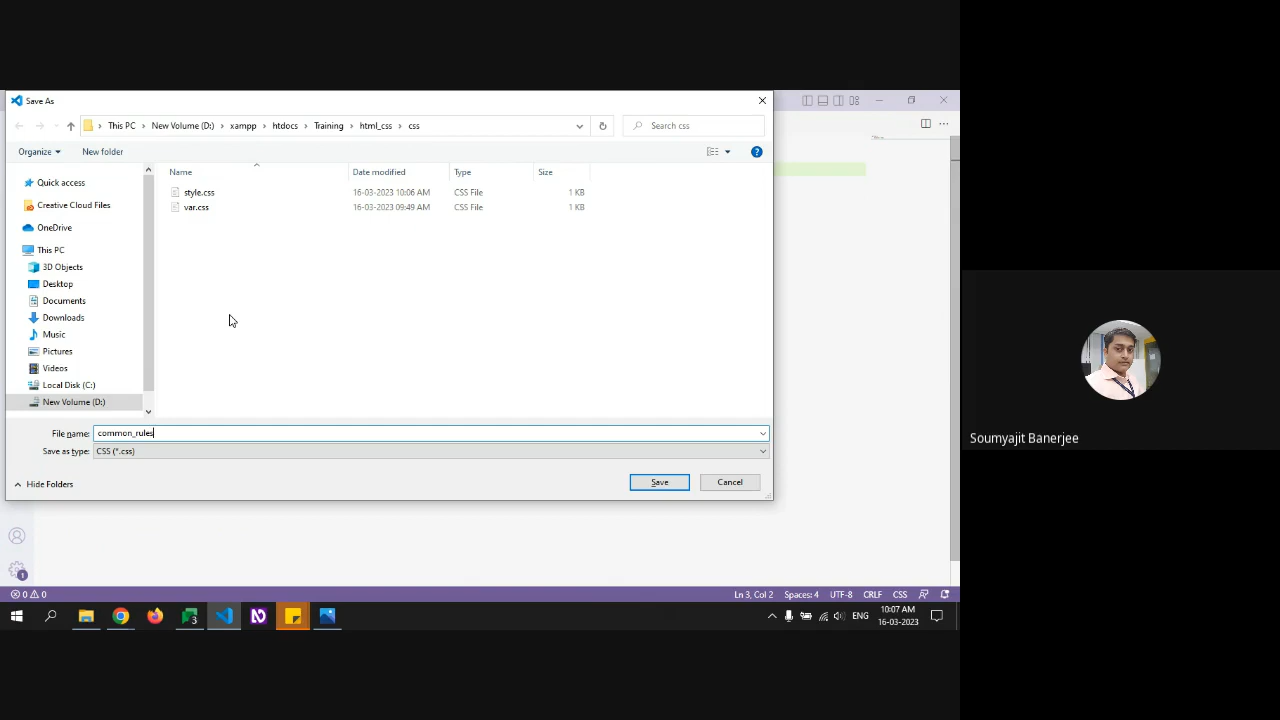 Save As
This PC > New Volume (D:) > xampp > htdocs > Training > html_css > css
Search css
Organize
New folder
Name
Date modified
Type
Size
Quick access
Creative Cloud Files
OneDrive
This PC
3D Objects
Desktop
Documents
Downloads
Music
Pictures
Videos
Local Disk (C:)
New Volume (D:)
style.css 16-03-2023 10:06 AM CSS File 1 KB
var.css 16-03-2023 09:49 AM CSS File 1 KB
File name: common_rules
Save as type: CSS (*.css)
Hide Folders
Save
Cancel
Soumyajit Banerjee
1
0 0
Ln 3, Col 2 Spaces: 4 UTF-8 CRLF CSS
3
ENG
10:07 AM
16-03-2023